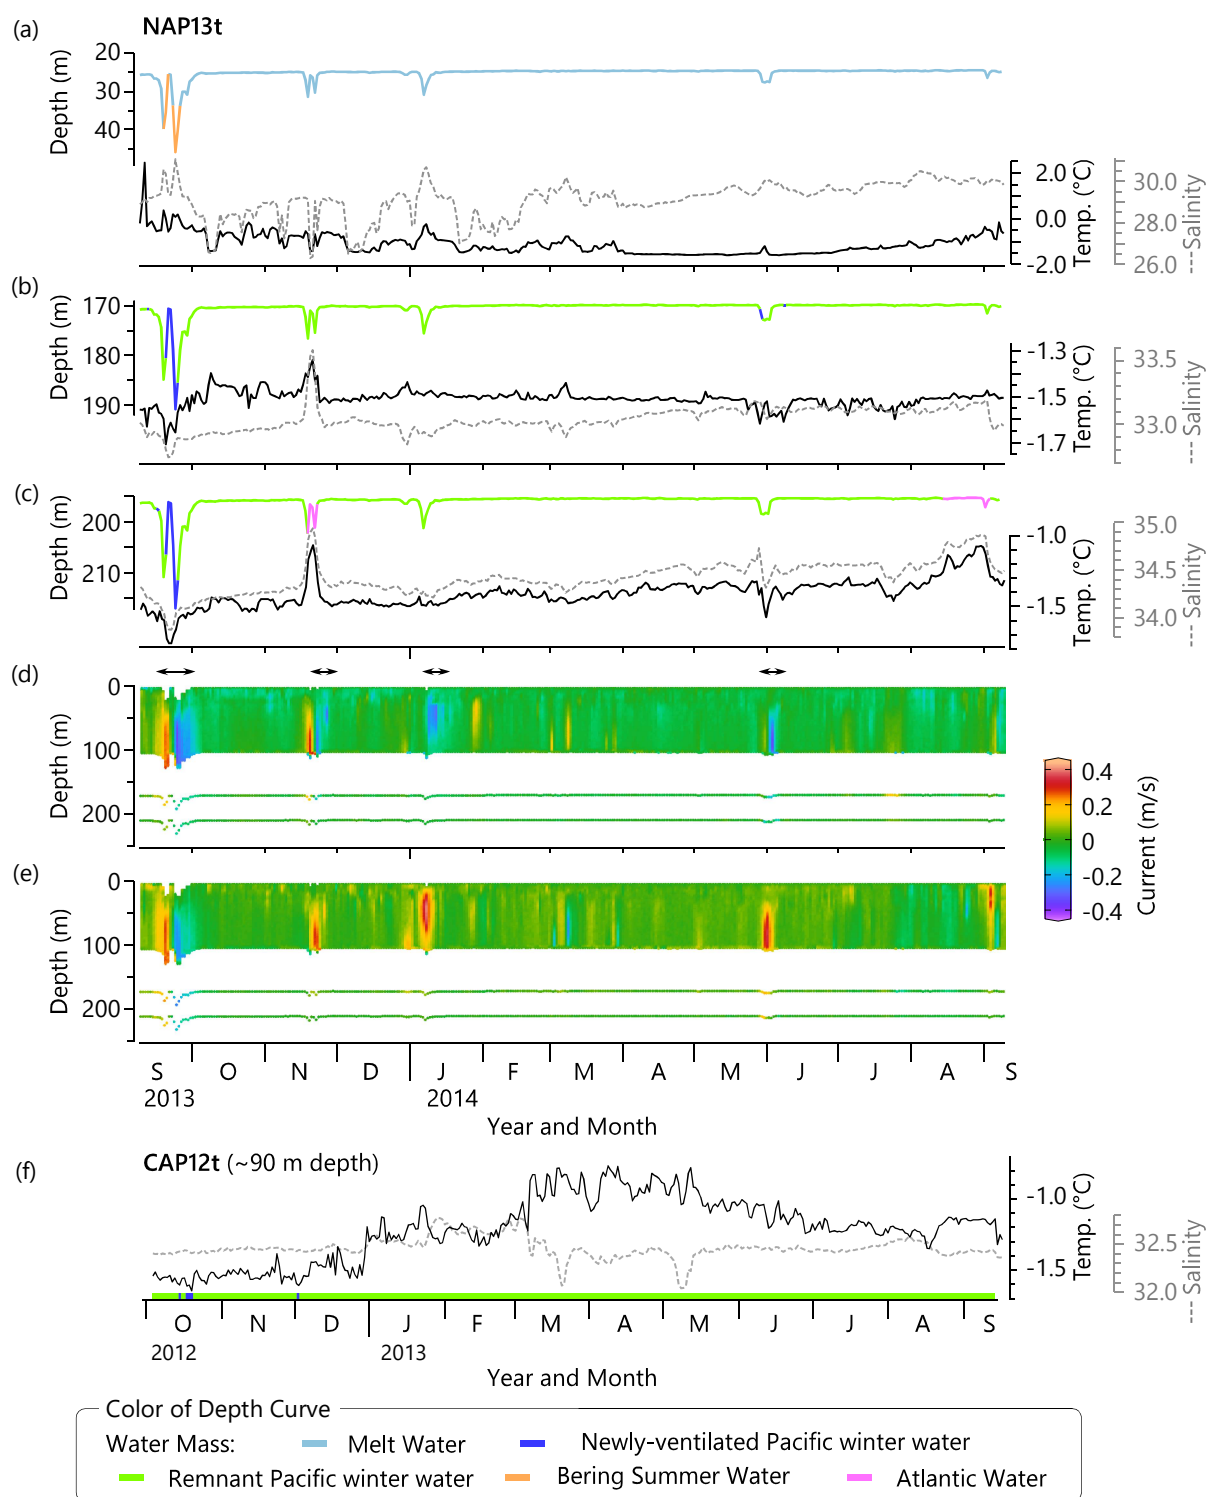 (a)
NAP13t
20
30
40
Depth (m)
2.0
0.0
-2.0
Temp. (°C)
30.0
28.0
26.0
---Salinity
(b)
170
180
190
Depth (m)
-1.3
-1.5
-1.7
Temp. (°C)
33.5
33.0
--- Salinity
(c)
200
210
Depth (m)
-1.0
-1.5
Temp. (°C)
35.0
34.5
34.0
--- Salinity
(d)
0
100
200
Depth (m)
0.4
0.2
0
-0.2
-0.4
Current (m/s)
(e)
0
100
200
Depth (m)
S O N D J F M A M J J A S
2013 2014
Year and Month
(f)
CAP12t (~90 m depth)
-1.0
-1.5
Temp. (°C)
32.5
32.0
--- Salinity
O N D J F M A M J J A S
2012 2013
Year and Month
Color of Depth Curve
Water Mass: Melt Water Newly-ventilated Pacific winter water
Remnant Pacific winter water Bering Summer Water Atlantic Water